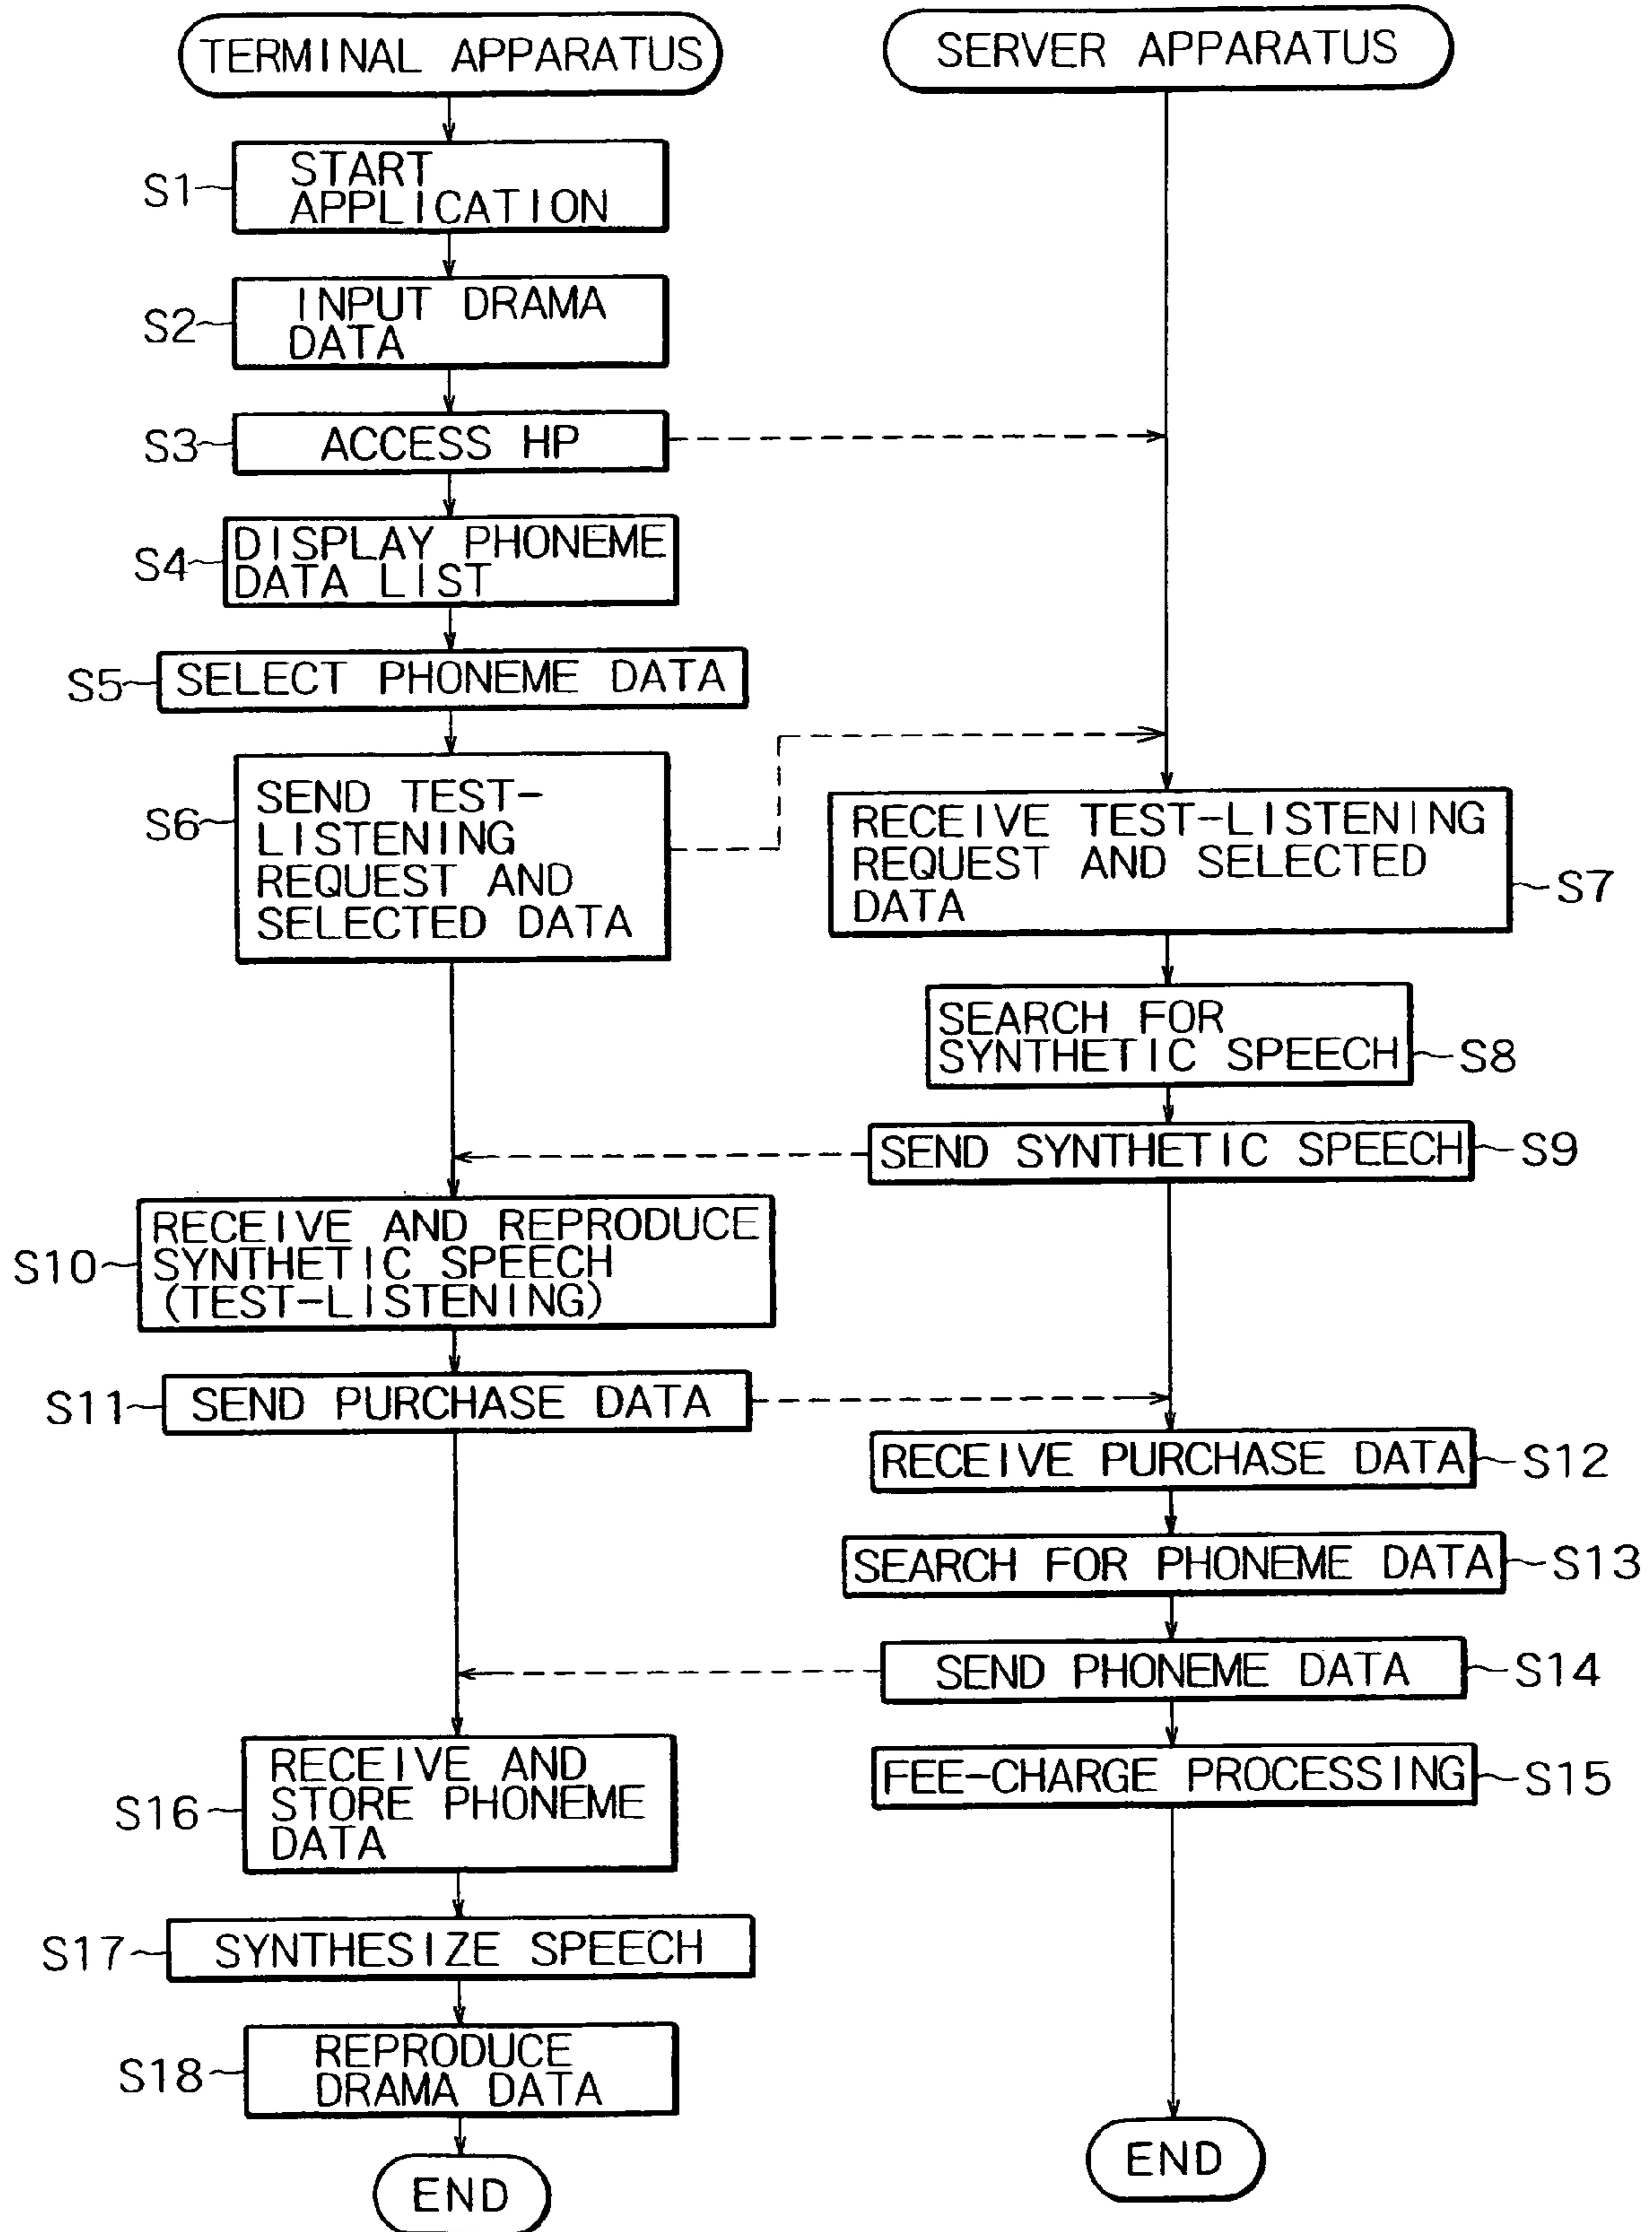 TERMINAL APPARATUS
SERVER APPARATUS
S1
START
APPLICATION
S2
INPUT DRAMA
DATA
S3
ACCESS HP
S4
DISPLAY PHONEME
DATA LIST
S5
SELECT PHONEME DATA
S6
SEND TEST-
LISTENING
REQUEST AND
SELECTED DATA
RECEIVE TEST-LISTENING
REQUEST AND SELECTED
DATA
S7
SEARCH FOR
SYNTHETIC SPEECH
S8
SEND SYNTHETIC SPEECH
S9
S10
RECEIVE AND REPRODUCE
SYNTHETIC SPEECH
(TEST-LISTENING)
S11
SEND PURCHASE DATA
RECEIVE PURCHASE DATA
S12
SEARCH FOR PHONEME DATA
S13
SEND PHONEME DATA
S14
FEE-CHARGE PROCESSING
S15
S16
RECEIVE AND
STORE PHONEME
DATA
S17
SYNTHESIZE SPEECH
S18
REPRODUCE
DRAMA DATA
END
END